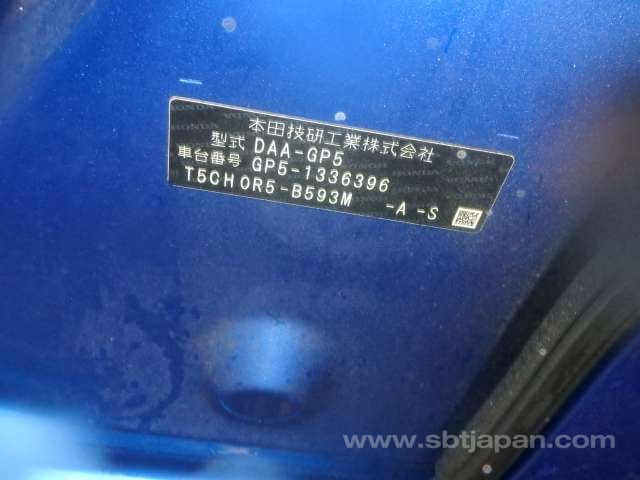 本田技研工業株式会社
型式 DAA-GP5
車台番号 GP5-1336396
T5CH0R5-B593M -A -S
www.sbtjapan.com